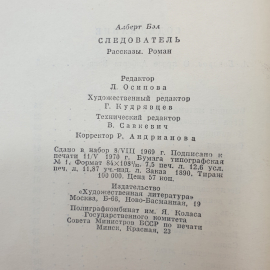 Алберт Бэл
СЛЕДОВАТЕЛЬ
Рассказы. Роман
Редактор
Л. Осипова
Художественный редактор
Г. Кудрявцев
Технический редактор
В. Савневич
Корректор Р. Андрианова
Сдано в набор 8/VIII 1969 г. Подписано к
печати 11/V 1970 г. Бумага типографская
№ 1. Формат 84×108¹/₃₂. 7,5 печ. л. 12,6 усл.
печ. л. 11,87 уч.-изд. л. Заказ 1890. Тираж
100 000. Цена 57 коп.
Издательство
«Художественная литература»
Москва, Б-66, Ново-Басманная, 19
Полиграфкомбинат им. Я. Коласа
Государственного комитета
Совета Министров БССР по печати
Минск, Красная, 23